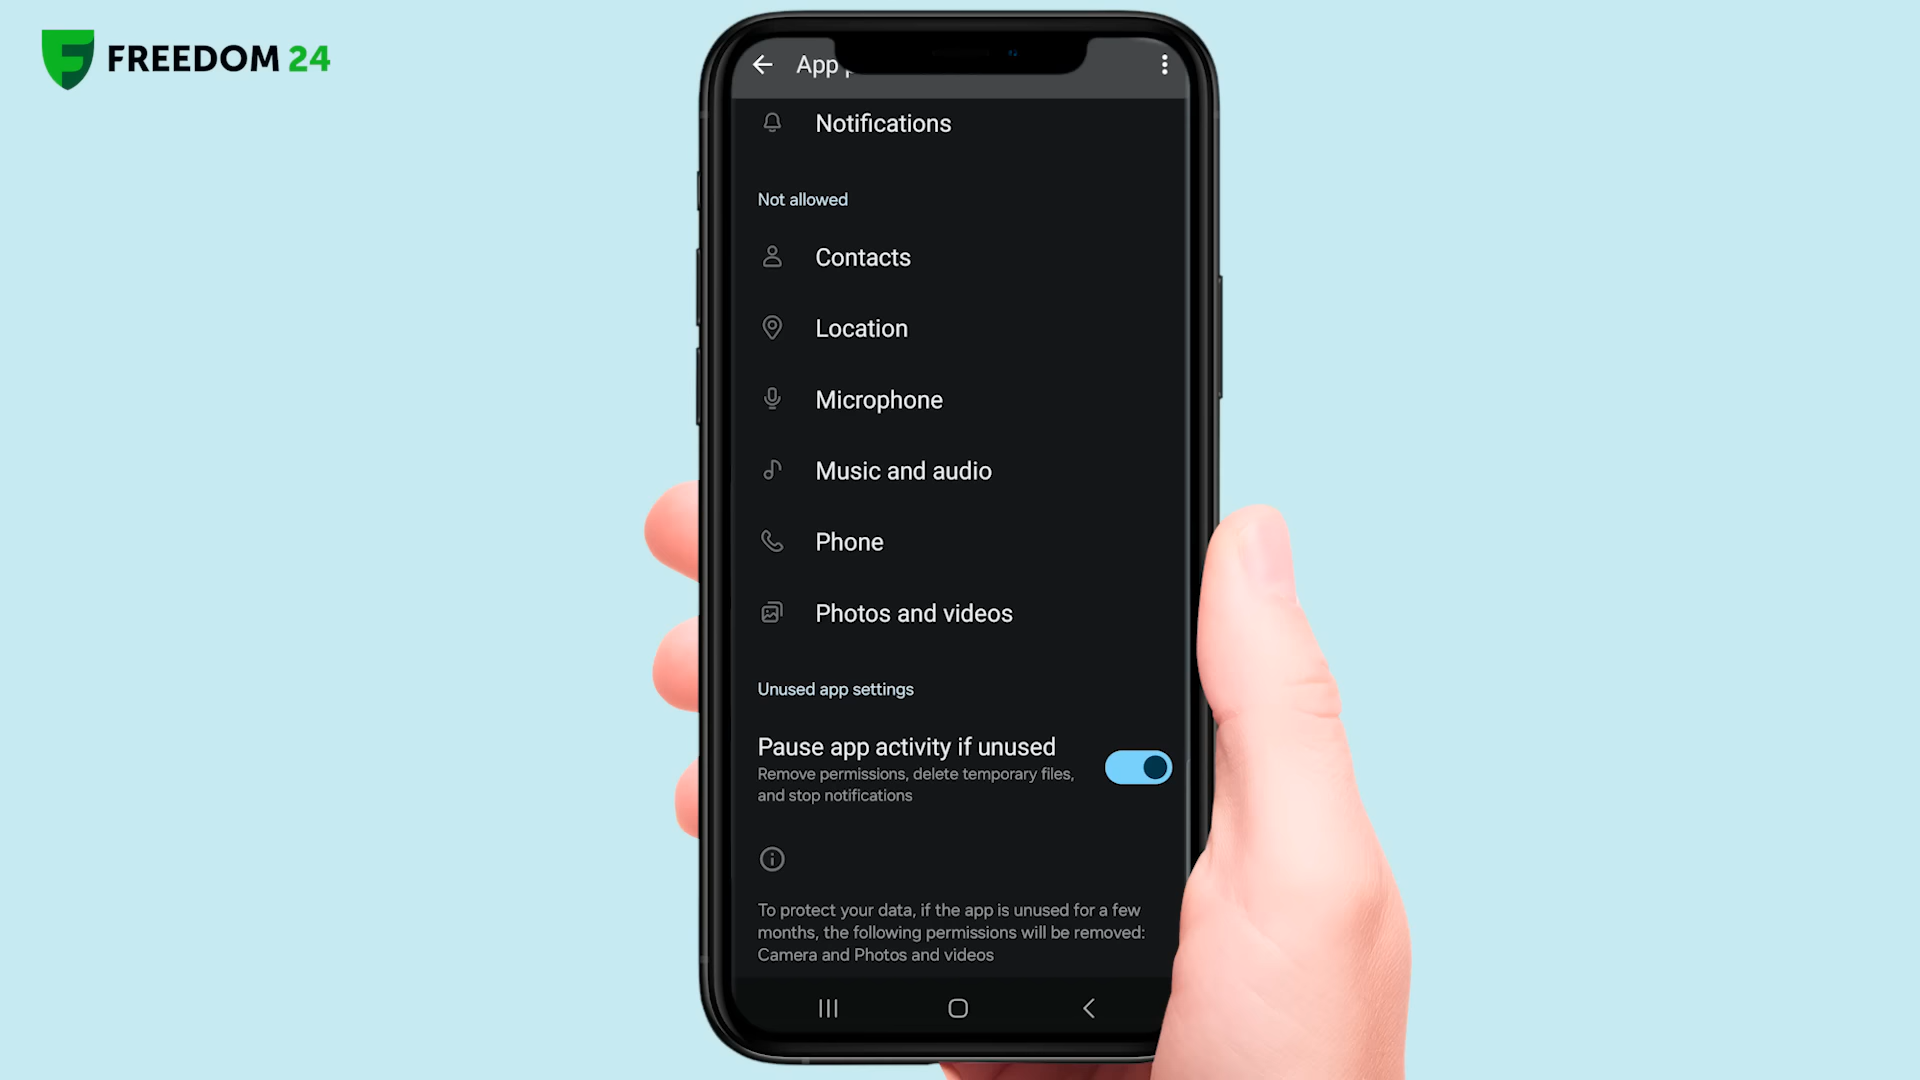 FREEDOM 24
App
Notifications
Not allowed
Contacts
Location
Microphone
Music and audio
Phone
Photos and videos
Unused app settings
Pause app activity if unused
Remove permissions, delete temporary files,
and stop notifications
To protect your data, if the app is unused for a few
months, the following permissions will be removed:
Camera and Photos and videos